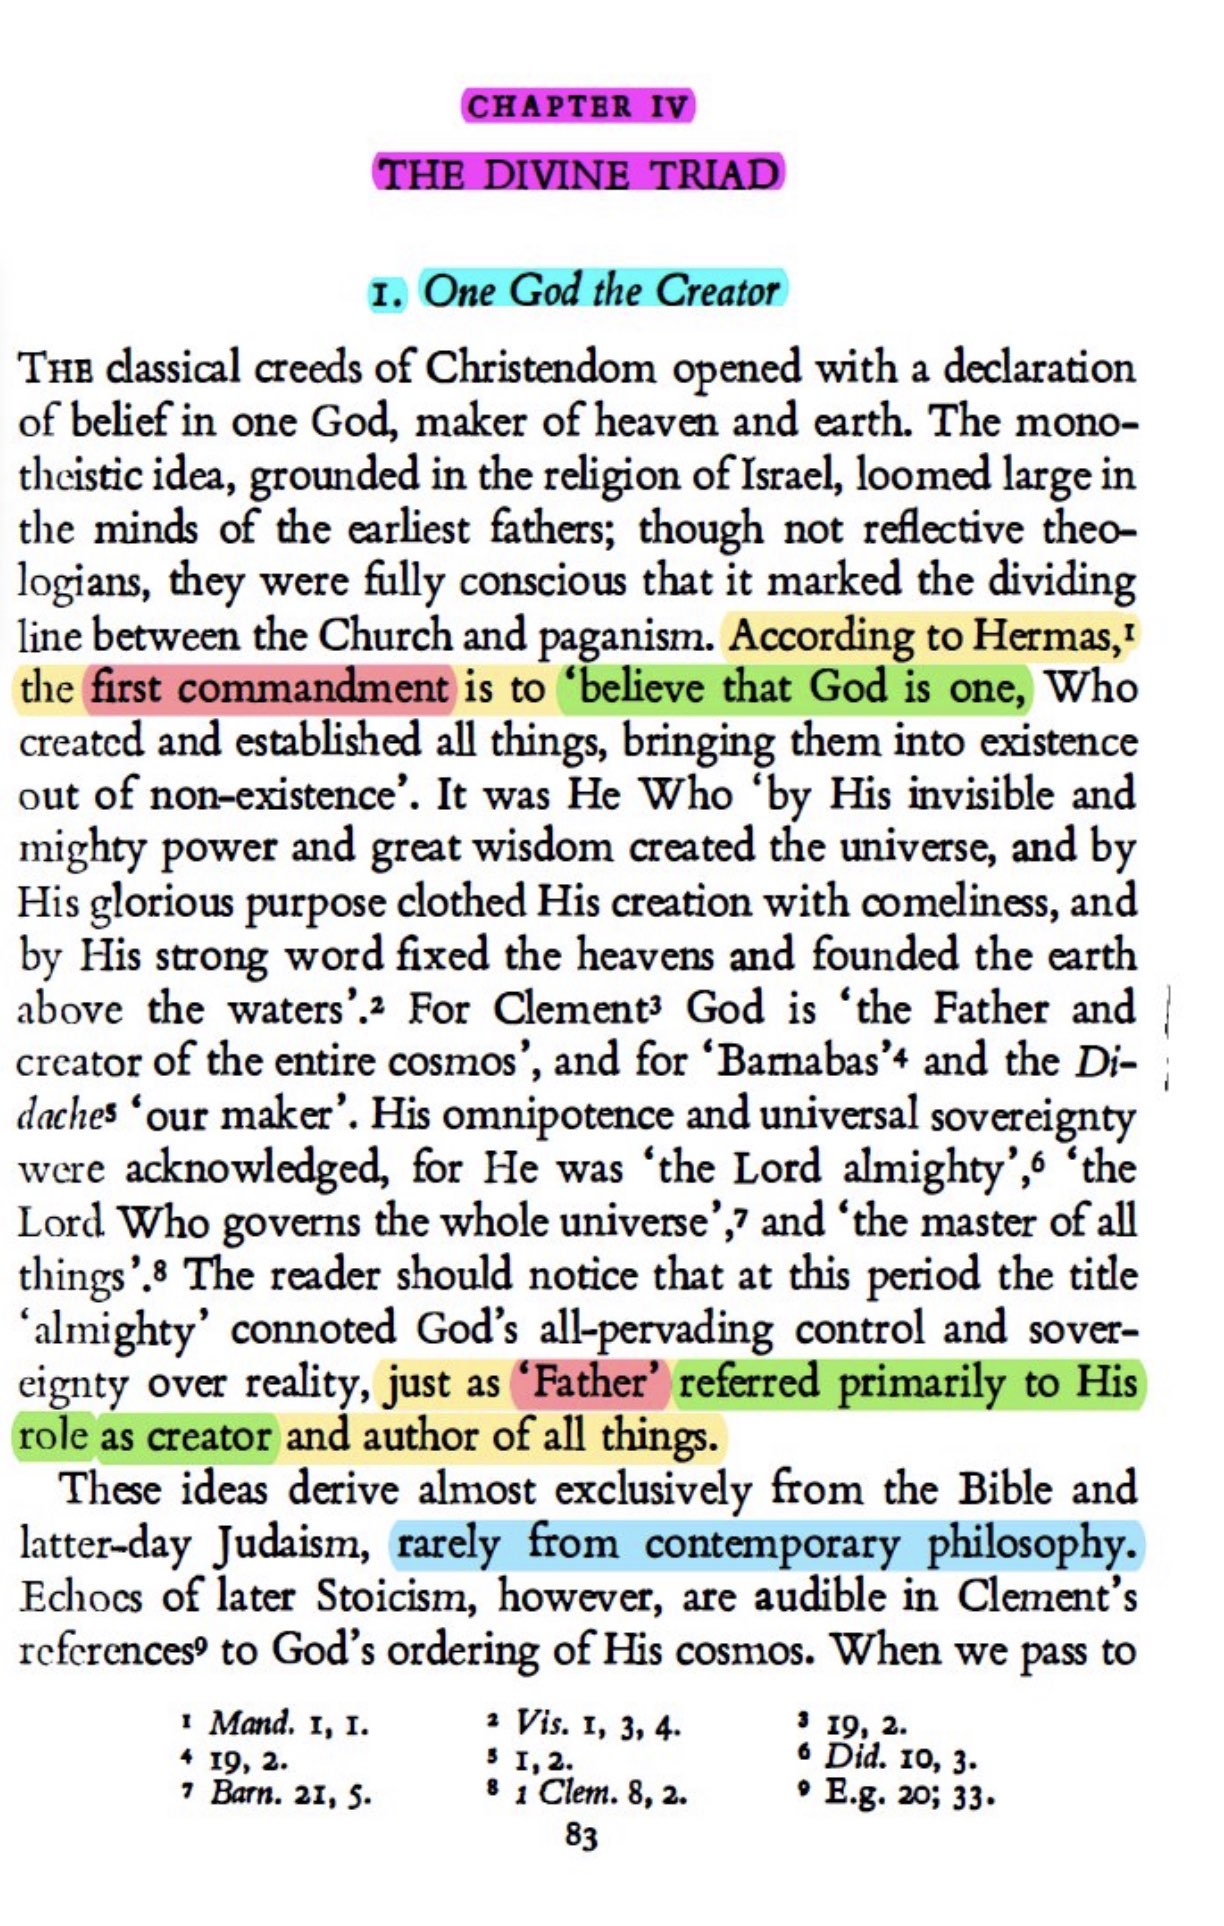 CHAPTER IV
THE DIVINE TRIAD
1. One God the Creator
THE classical creeds of Christendom opened with a declaration
of belief in one God, maker of heaven and earth. The mono-
theistic idea, grounded in the religion of Israel, loomed large in
the minds of the earliest fathers; though not reflective theo-
logians, they were fully conscious that it marked the dividing
line between the Church and paganism. According to Hermas,¹
the first commandment is to ‘believe that God is one, Who
created and established all things, bringing them into existence
out of non-existence’. It was He Who ‘by His invisible and
mighty power and great wisdom created the universe, and by
His glorious purpose clothed His creation with comeliness, and
by His strong word fixed the heavens and founded the earth
above the waters’.² For Clement³ God is ‘the Father and
creator of the entire cosmos’, and for ‘Barnabas’⁴ and the Di-
dache⁵ ‘our maker’. His omnipotence and universal sovereignty
were acknowledged, for He was ‘the Lord almighty’,⁶ ‘the
Lord Who governs the whole universe’,⁷ and ‘the master of all
things’.⁸ The reader should notice that at this period the title
‘almighty’ connoted God’s all-pervading control and sover-
eignty over reality, just as ‘Father’ referred primarily to His
role as creator and author of all things.
These ideas derive almost exclusively from the Bible and
latter-day Judaism, rarely from contemporary philosophy.
Echoes of later Stoicism, however, are audible in Clement’s
references⁹ to God’s ordering of His cosmos. When we pass to
¹ Mand. 1, 1. ² Vis. 1, 3, 4. ³ 19, 2.
⁴ 19, 2. ⁵ 1, 2. ⁶ Did. 10, 3.
⁷ Barn. 21, 5. ⁸ 1 Clem. 8, 2. ⁹ E.g. 20; 33.
83